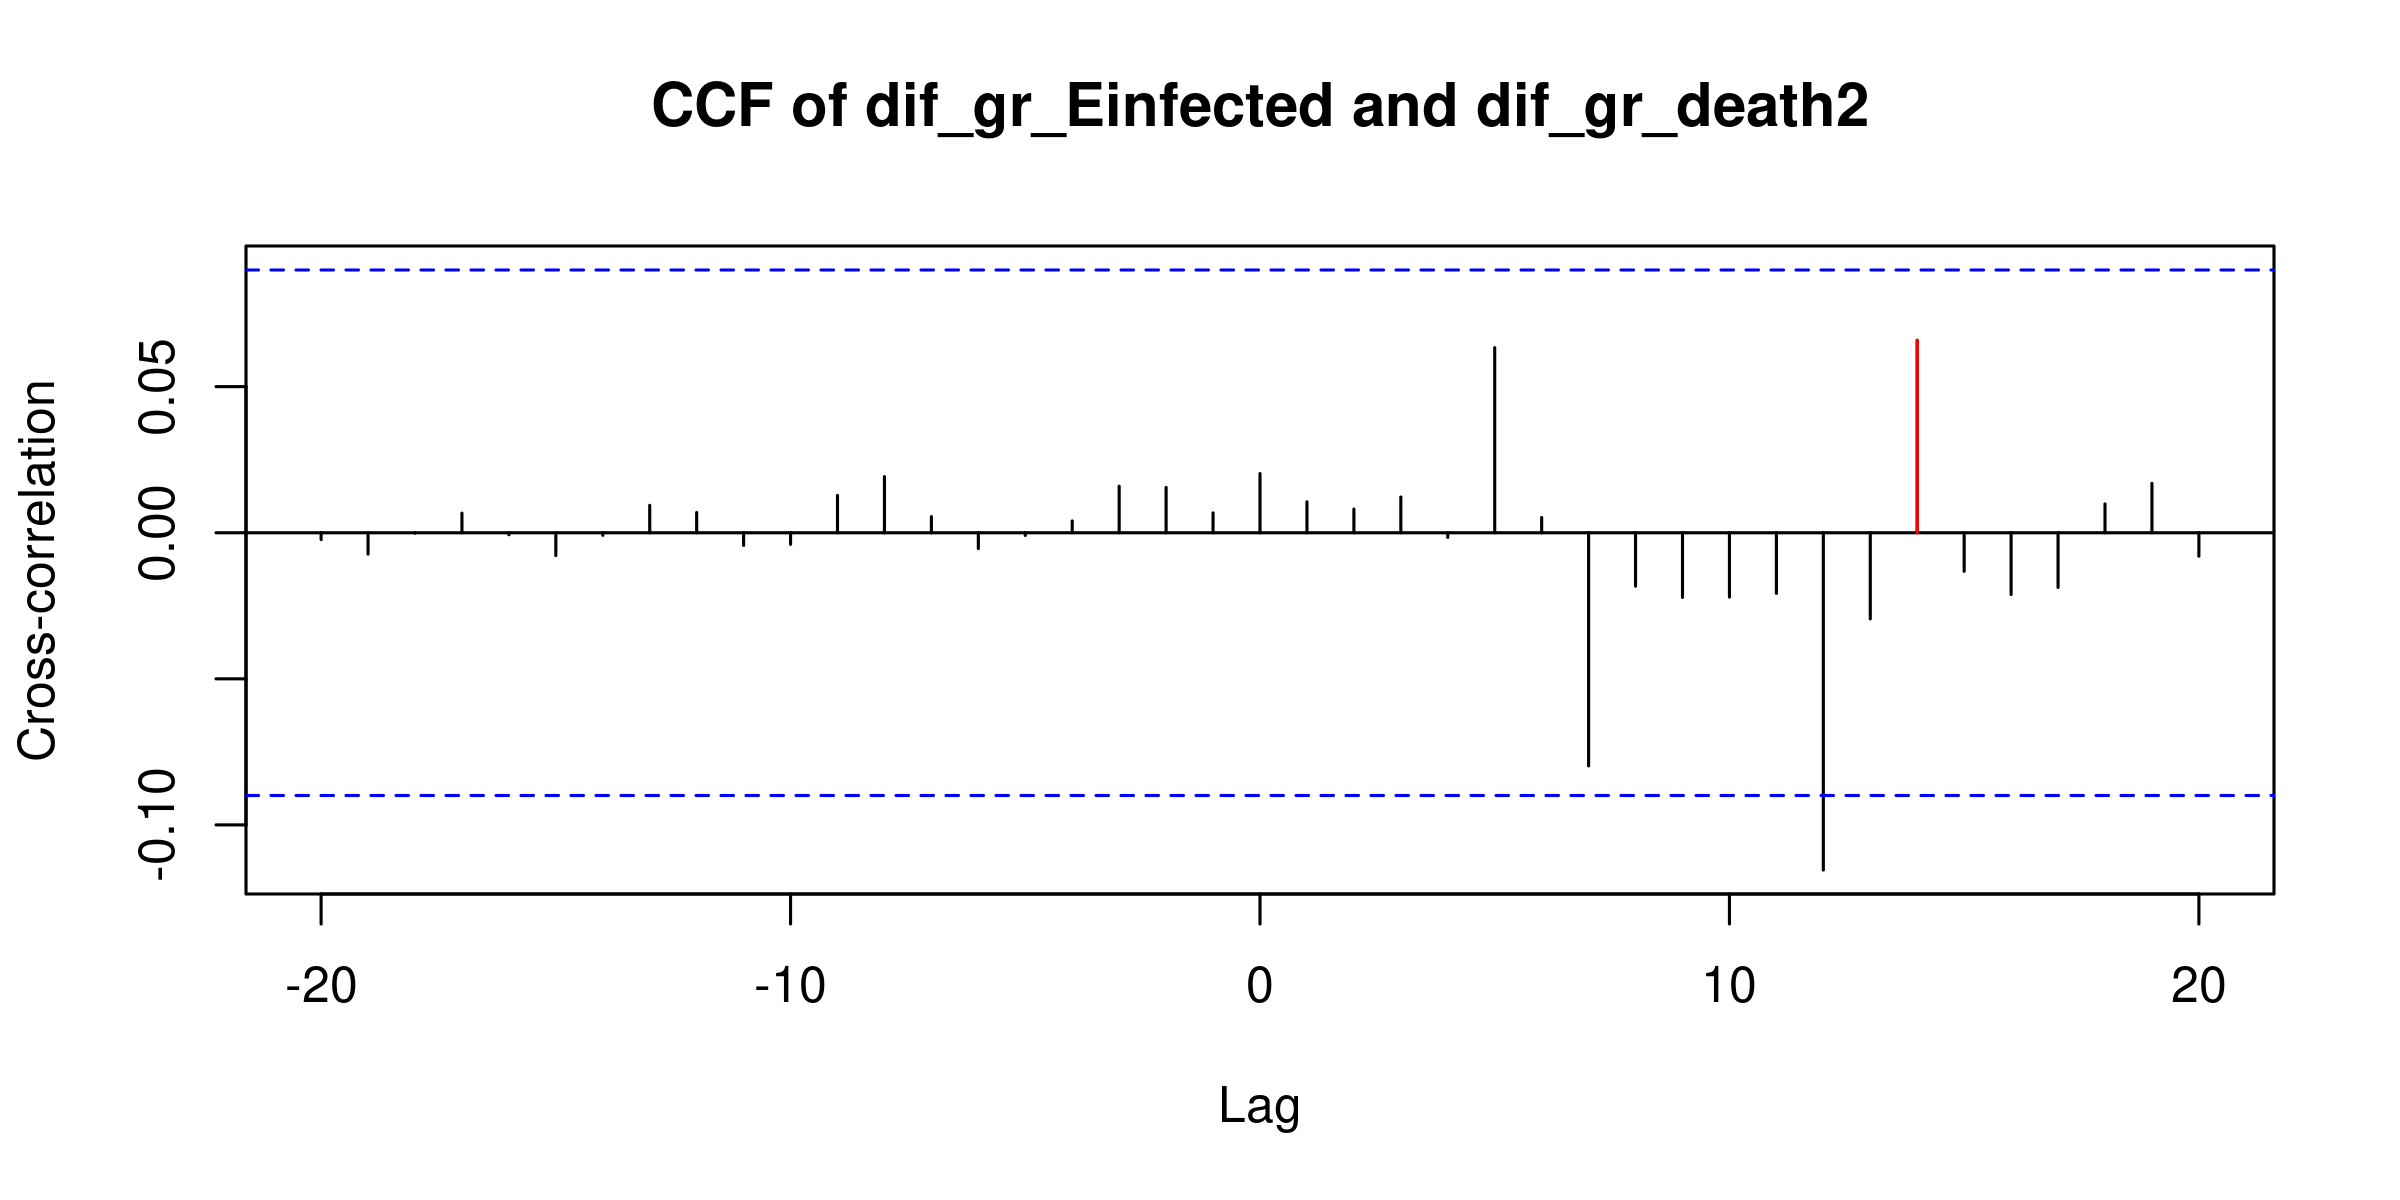 CCF of dif_gr_Einfected and dif_gr_death2
Cross-correlation
0.05
0.00
-0.10
-20 -10 0 10 20
Lag